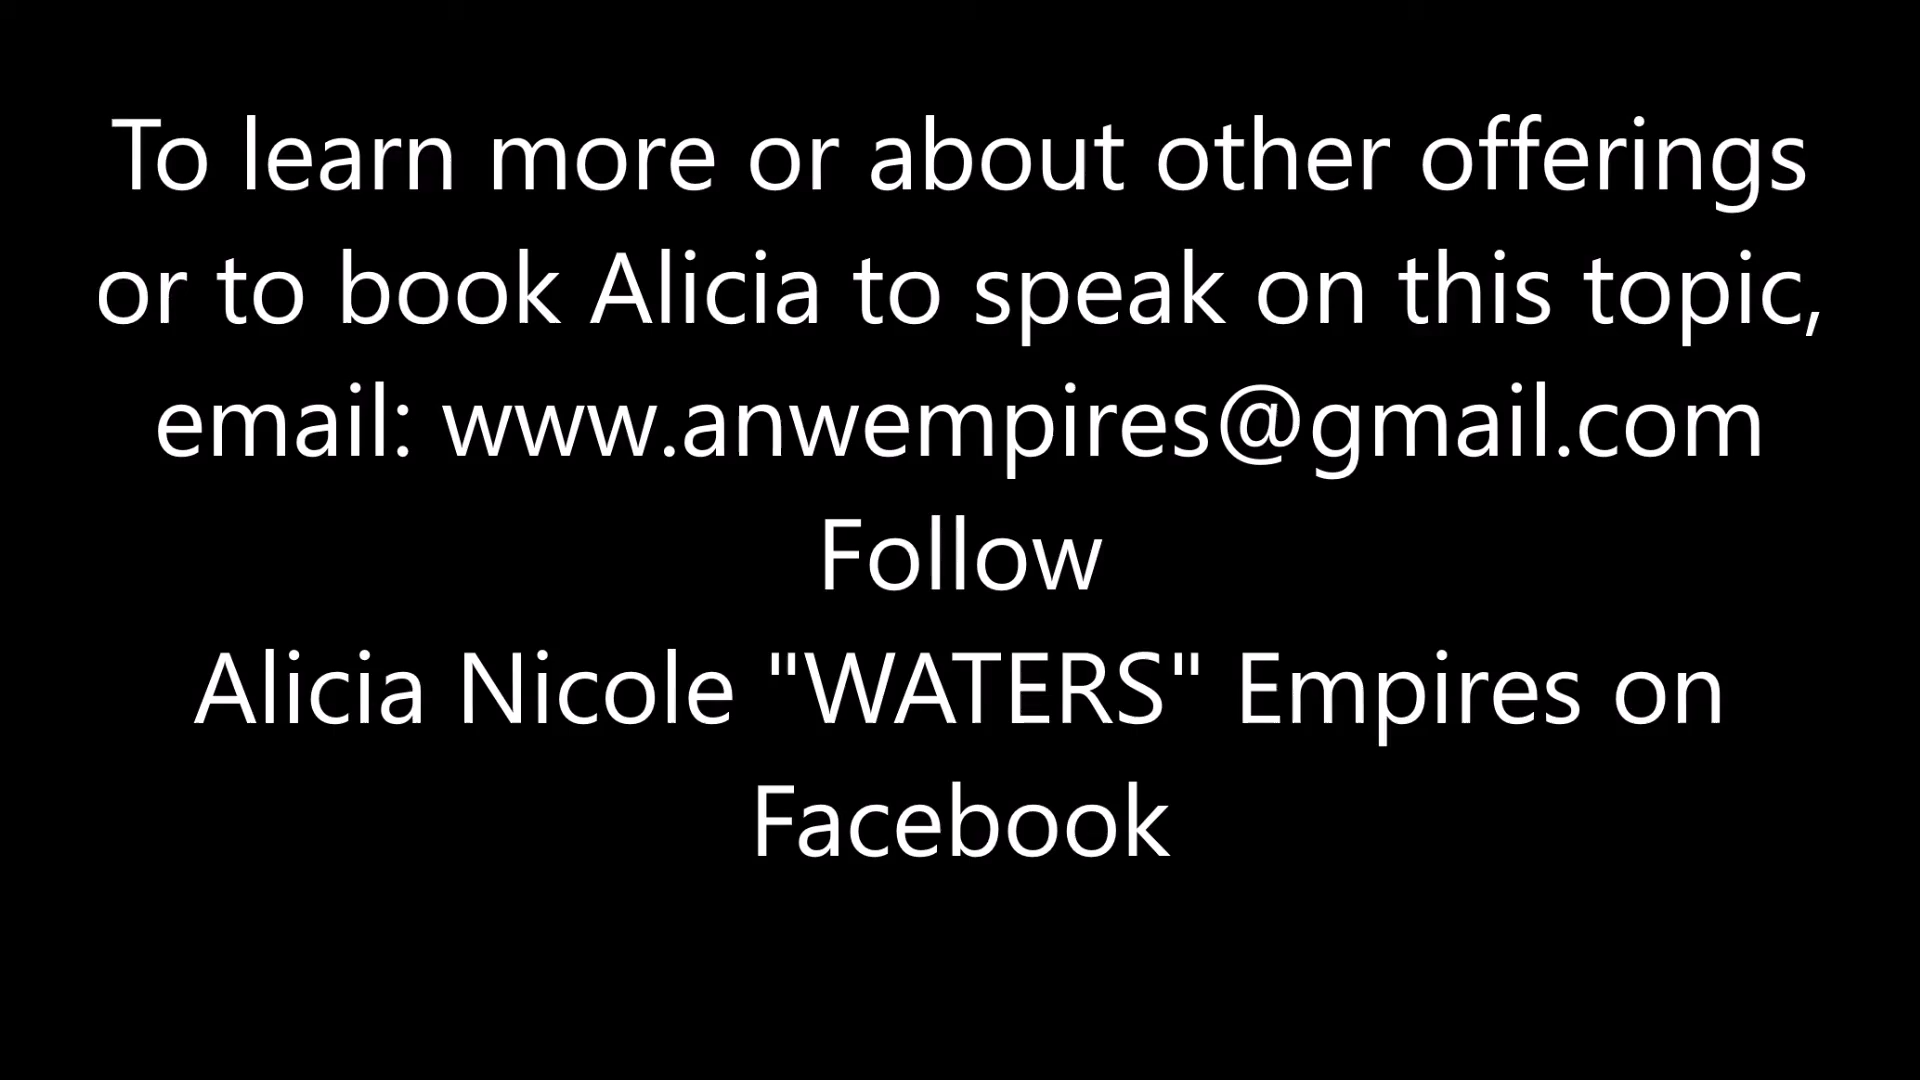 To learn more or about other offerings
or to book Alicia to speak on this topic,
email: www.anwempires@gmail.com
Follow
Alicia Nicole "WATERS" Empires on
Facebook